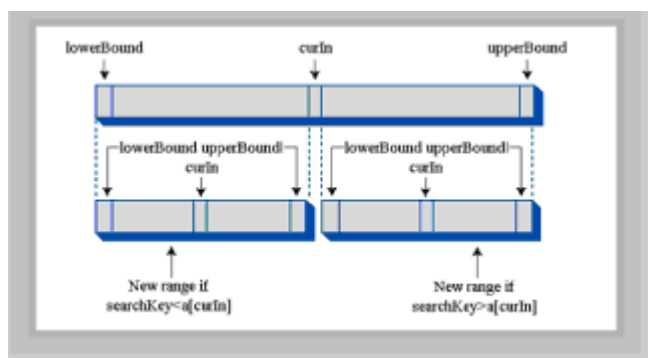 lowerBound curIn upperBound
lowerBound upperBound lowerBound upperBound
curIn curIn
New range if
searchKey<a[curIn]
New range if
searchKey>a[curIn]